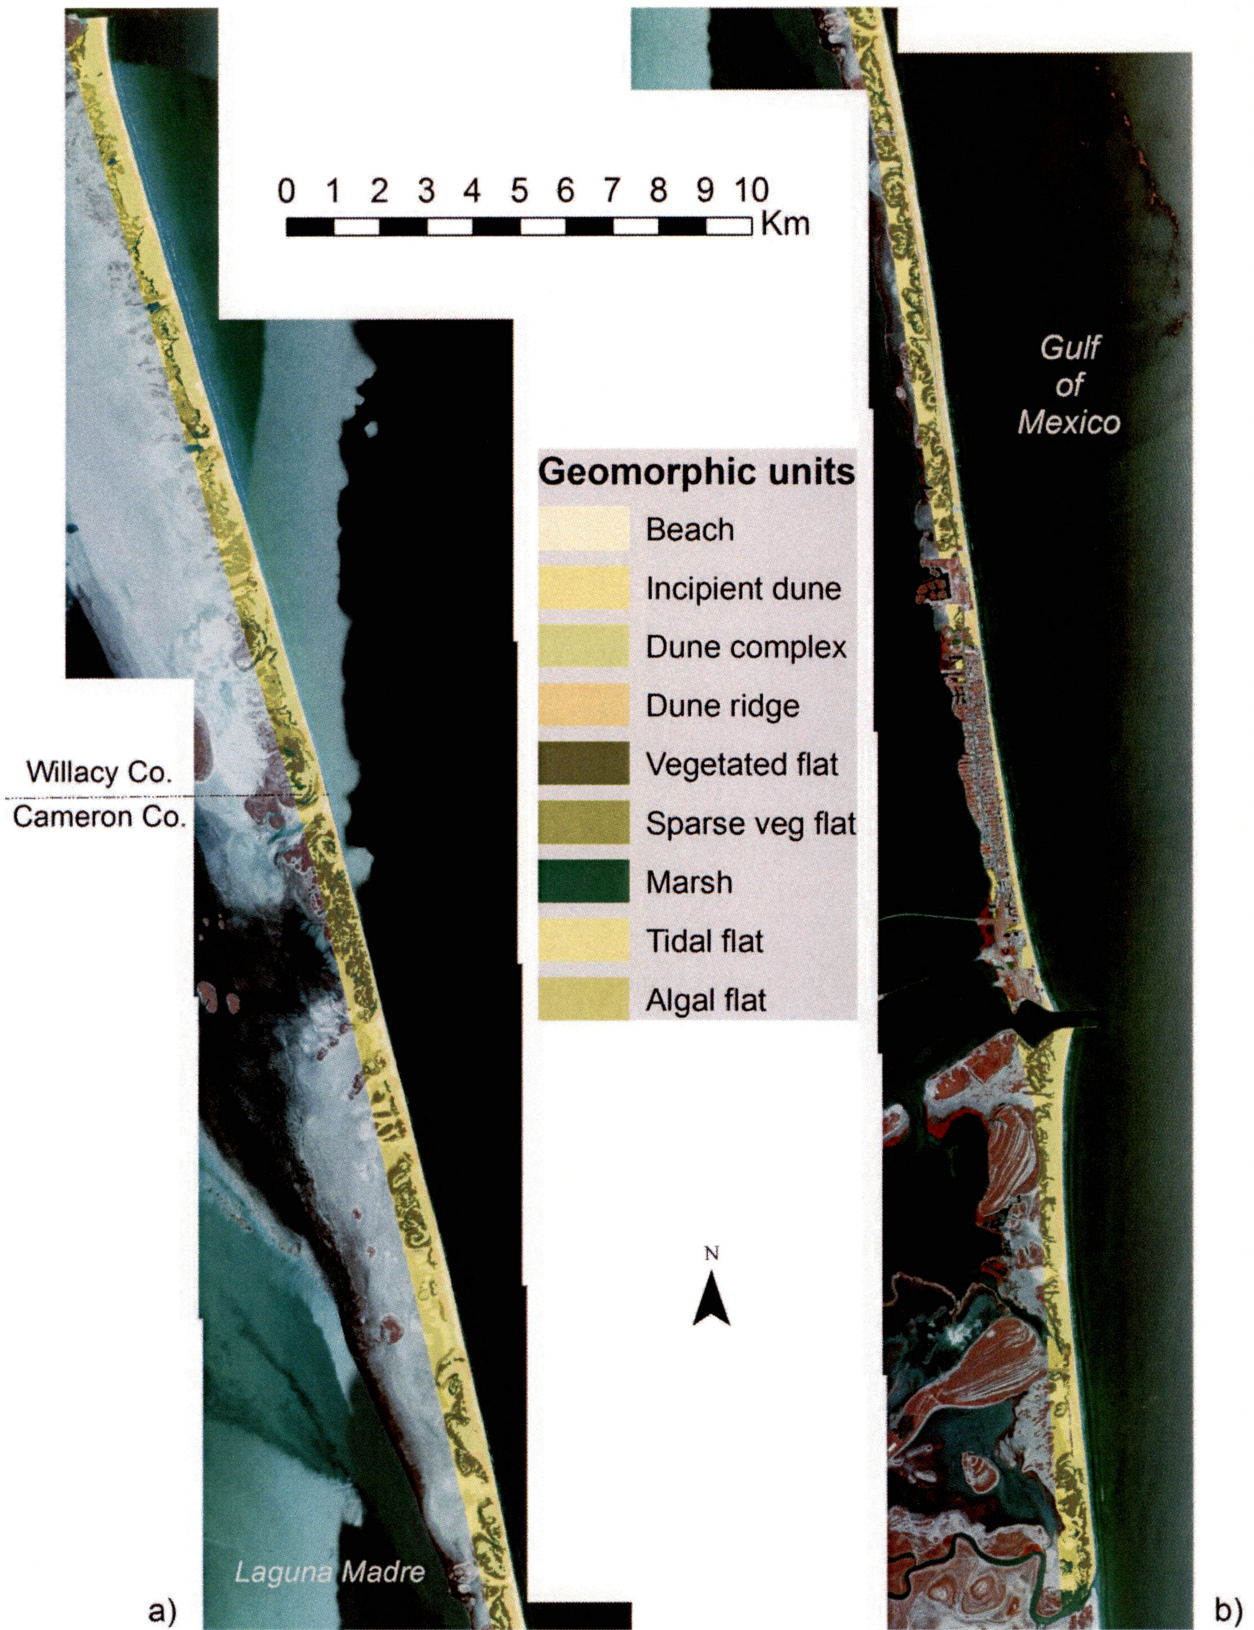 0 1 2 3 4 5 6 7 8 9 10
Km
Gulf
of
Mexico
Geomorphic units
Beach
Incipient dune
Dune complex
Dune ridge
Vegetated flat
Sparse veg flat
Marsh
Tidal flat
Algal flat
Willacy Co.
Cameron Co.
N
Laguna Madre
a)
b)